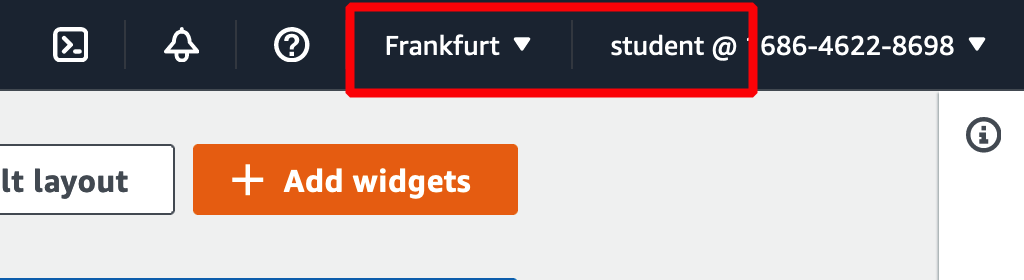 Frankfurt ▼ student @ 686-4622-8698 ▼
lt layout
+ Add widgets